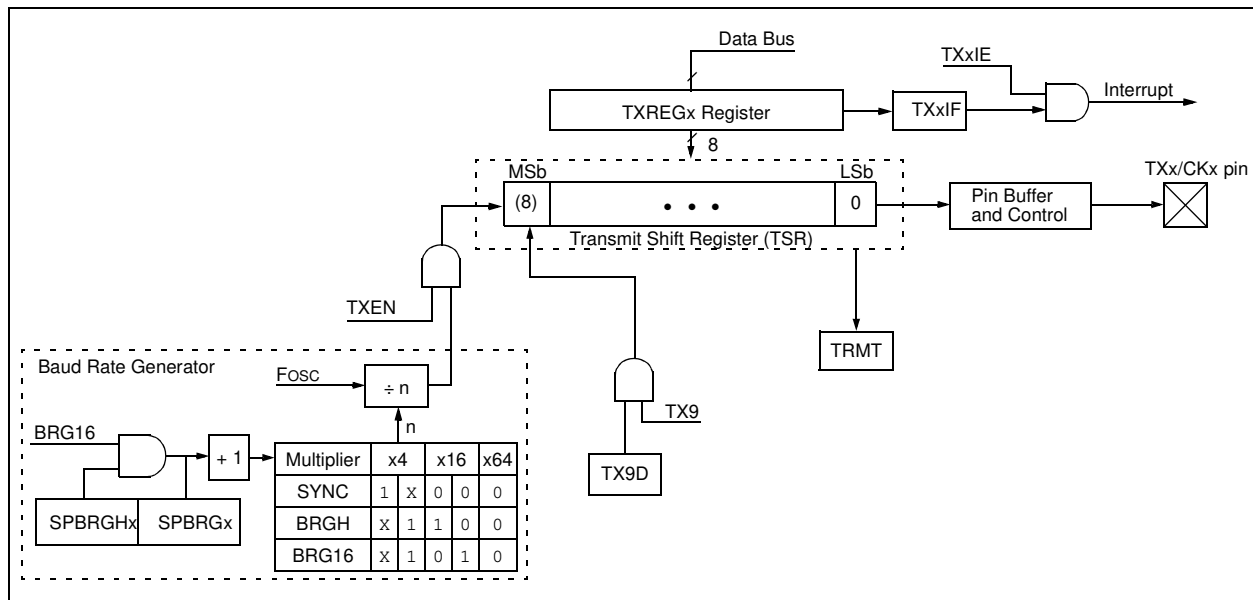 Data Bus
TXxIE
Interrupt
TXREGx Register
TXxIF
8
MSb
LSb
TXx/CKx pin
(8)
• • •
0
Pin Buffer
and Control
Transmit Shift Register (TSR)
TXEN
TRMT
Baud Rate Generator
FOSC
÷ n
TX9
BRG16
n
+ 1
Multiplier x4 x16 x64
TX9D
SYNC 1 X 0 0 0
SPBRGHx SPBRGx
BRGH X 1 1 0 0
BRG16 X 1 0 1 0